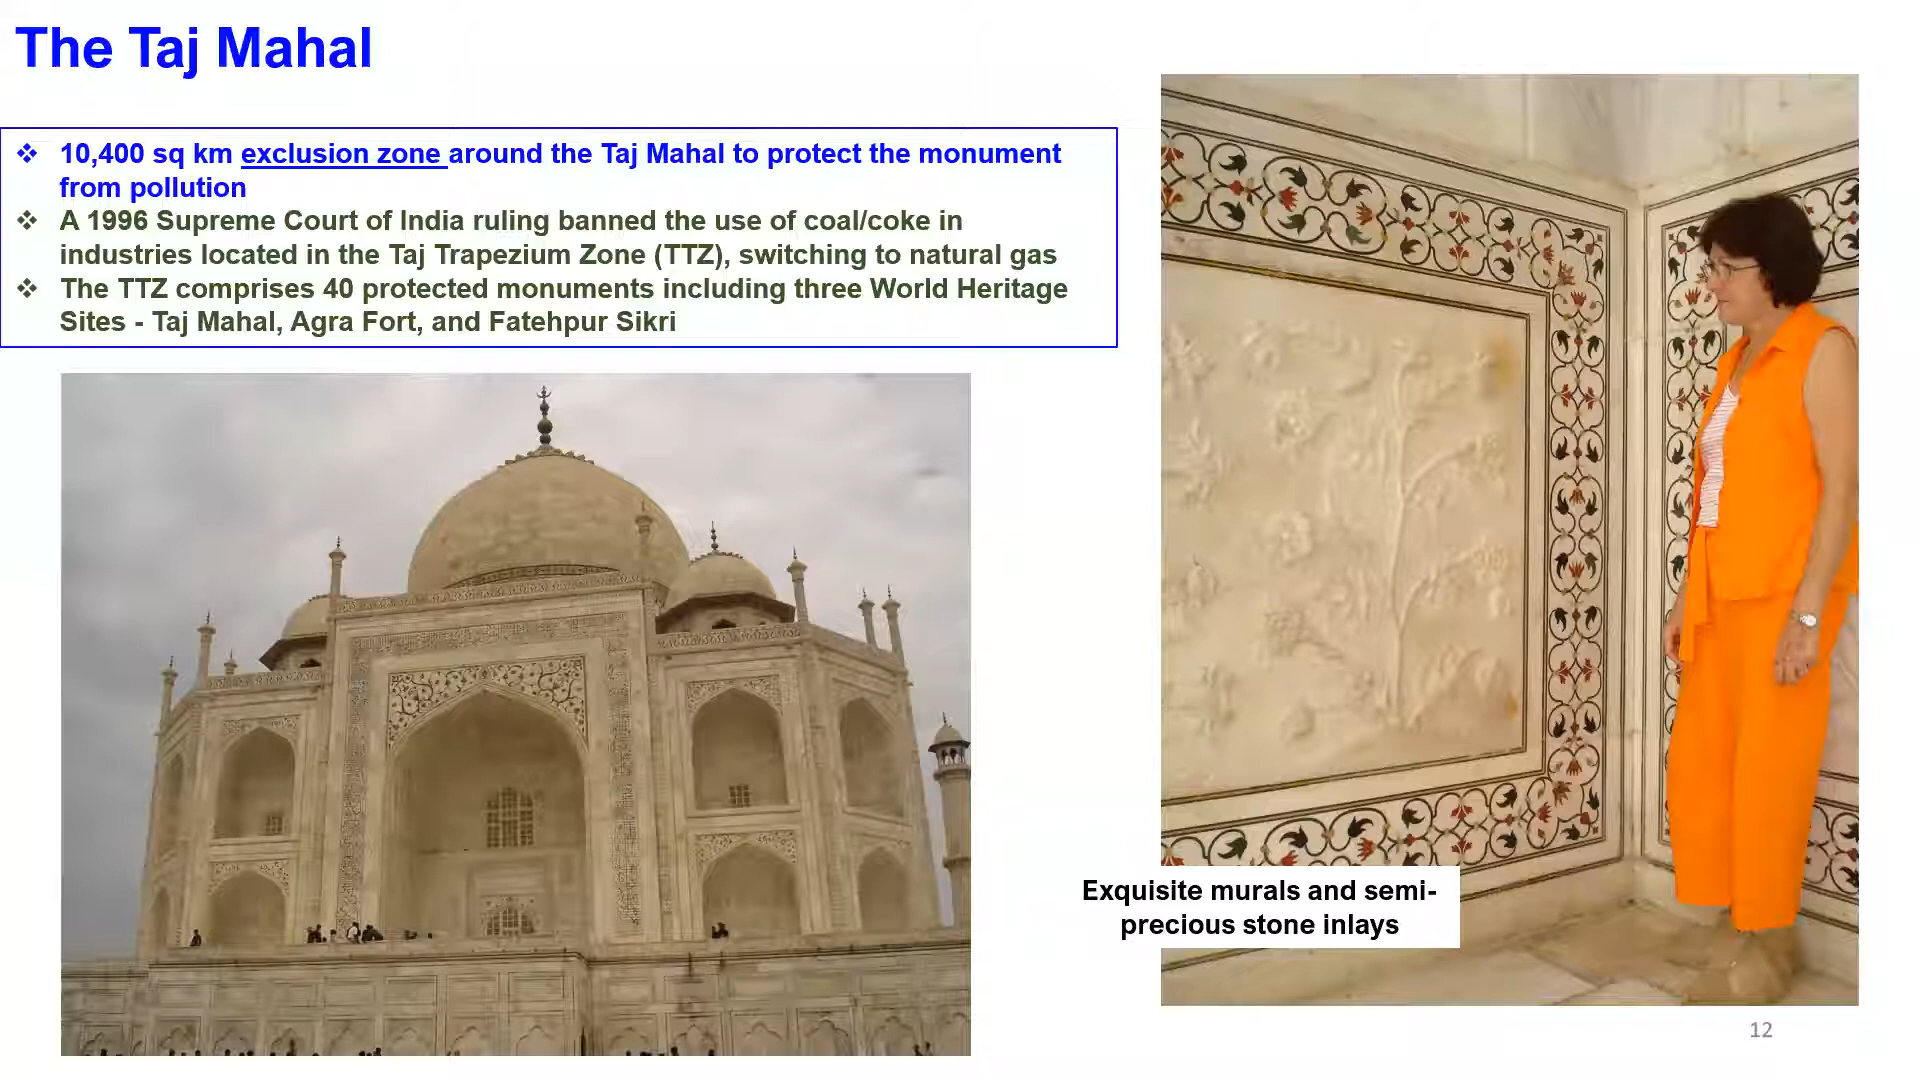 The Taj Mahal
❖ 10,400 sq km exclusion zone around the Taj Mahal to protect the monument
from pollution
❖ A 1996 Supreme Court of India ruling banned the use of coal/coke in
industries located in the Taj Trapezium Zone (TTZ), switching to natural gas
❖ The TTZ comprises 40 protected monuments including three World Heritage
Sites - Taj Mahal, Agra Fort, and Fatehpur Sikri
Exquisite murals and semi-
precious stone inlays
12